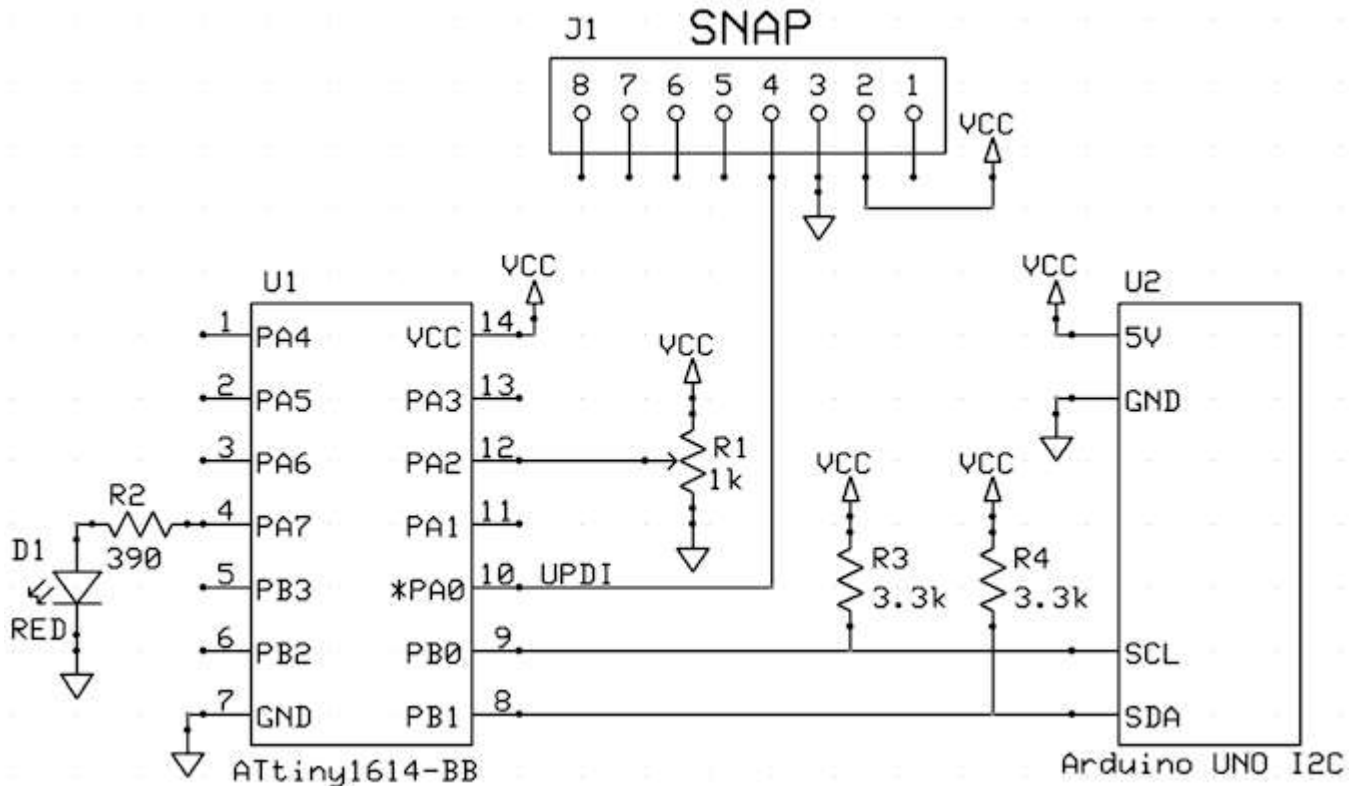 J1 SNAP
8 7 6 5 4 3 2 1
VCC
U1
VCC
VCC
U2
1 PA4 VCC 14
5V
VCC
2 PA5 PA3 13
GND
3 PA6 PA2 12
R1
1k
VCC
VCC
R2
390
4 PA7 PA1 11
D1
RED
R3
3.3k
R4
3.3k
5 PB3 *PA0 10 UPDI
6 PB2 PB0 9
SCL
7 GND PB1 8
SDA
ATtiny1614-BB
Arduino UNO I2C